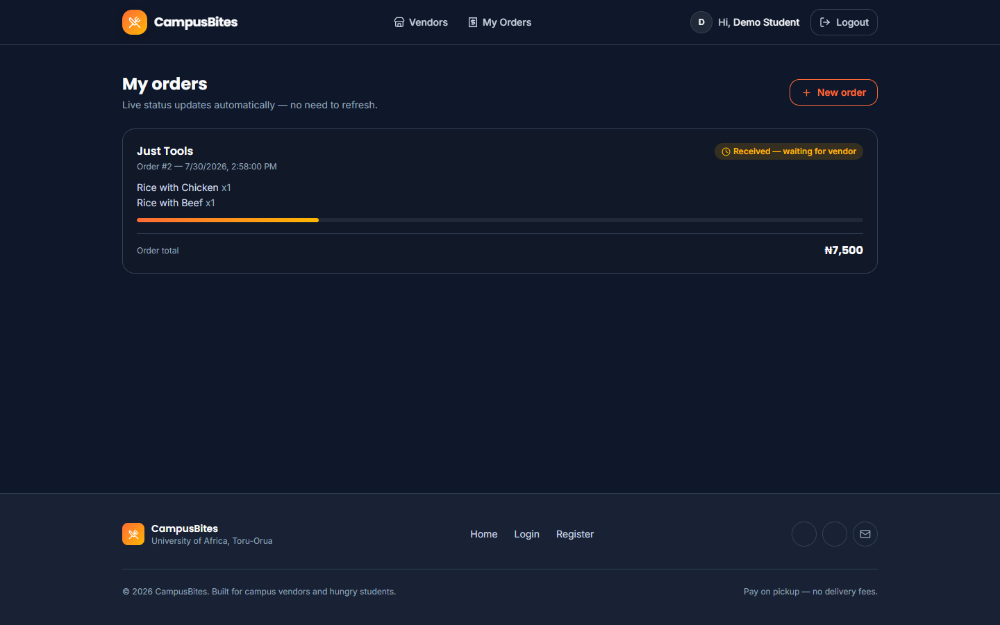 CampusBites
Vendors
My Orders
D
Hi, Demo Student
Logout
My orders
Live status updates automatically — no need to refresh.
New order
Just Tools
Received — waiting for vendor
Order #2 — 7/30/2026, 2:58:00 PM
Rice with Chicken x1
Rice with Beef x1
Order total
₦7,500
CampusBites
University of Africa, Toru-Orua
Home
Login
Register
© 2026 CampusBites. Built for campus vendors and hungry students.
Pay on pickup — no delivery fees.